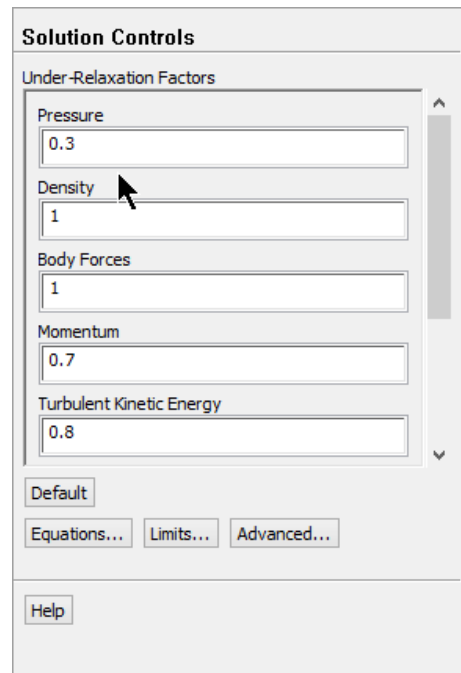 Solution Controls
Under-Relaxation Factors
Pressure
0.3
Density
1
Body Forces
1
Momentum
0.7
Turbulent Kinetic Energy
0.8
Default
Equations... Limits... Advanced...
Help